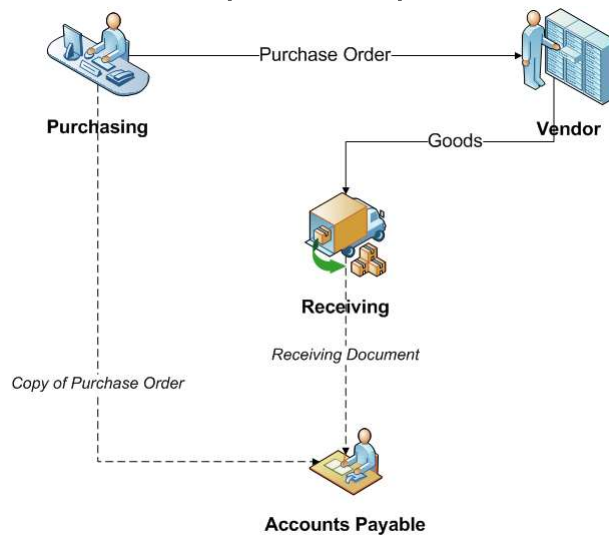 Purchase Order
Purchasing
Vendor
Goods
Receiving
Receiving Document
Copy of Purchase Order
Accounts Payable